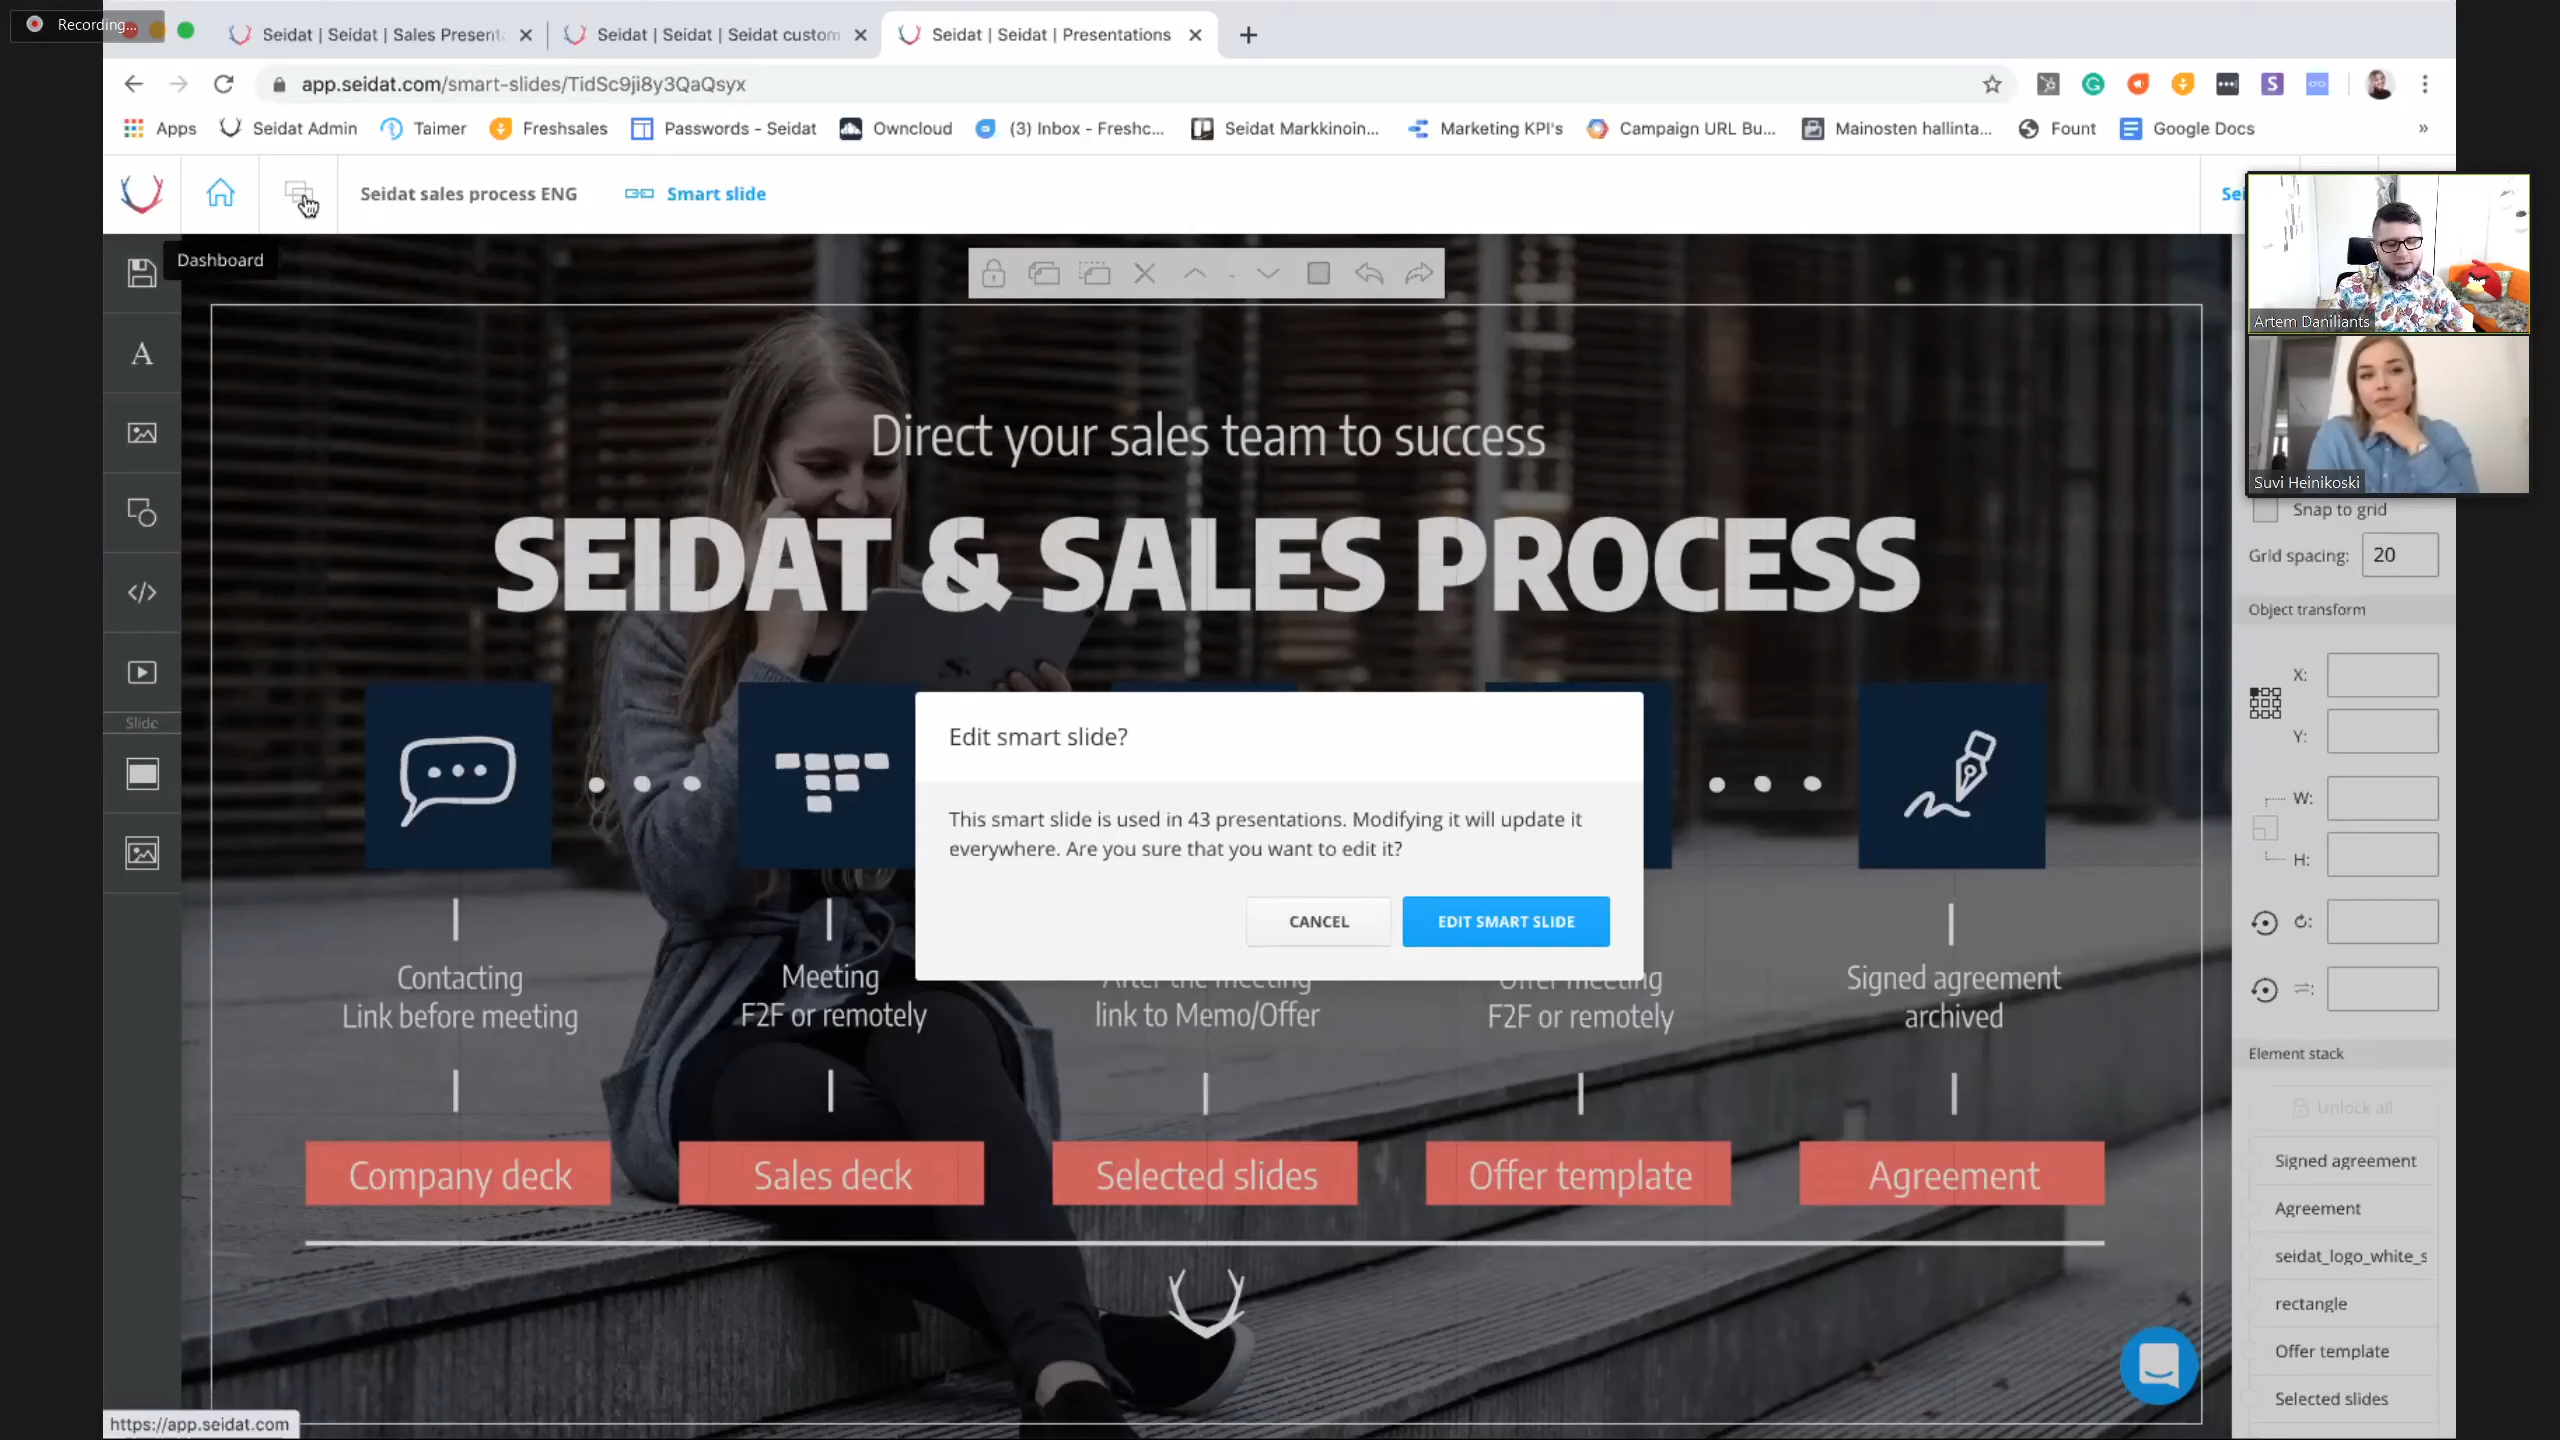 Recording...
Seidat | Seidat | Sales Present
Seidat | Seidat | Seidat custom
Seidat | Seidat | Presentations
app.seidat.com/smart-slides/TidSc9ji8y3QaQsyx
Apps
Seidat Admin
Taimer
Freshsales
Passwords - Seidat
Owncloud
(3) Inbox - Freshc...
Seidat Markkinoin...
Marketing KPI's
Campaign URL Bu...
Mainosten hallinta...
Fount
Google Docs
»
Seidat sales process ENG
Smart slide
Sei
Dashboard
Artem Daniliants
Suvi Heinikoski
Direct your sales team to success
SEIDAT & SALES PROCESS
Slide
Edit smart slide?
This smart slide is used in 43 presentations. Modifying it will update it
everywhere. Are you sure that you want to edit it?
CANCEL
EDIT SMART SLIDE
Contacting
Link before meeting
Meeting
F2F or remotely
After the meeting
link to Memo/Offer
Offer meeting
F2F or remotely
Signed agreement
archived
Company deck
Sales deck
Selected slides
Offer template
Agreement
Snap to grid
Grid spacing: 20
Object transform
X:
Y:
W:
H:
Element stack
Unlock all
Signed agreement
Agreement
seidat_logo_white_s
rectangle
Offer template
Selected slides
https://app.seidat.com